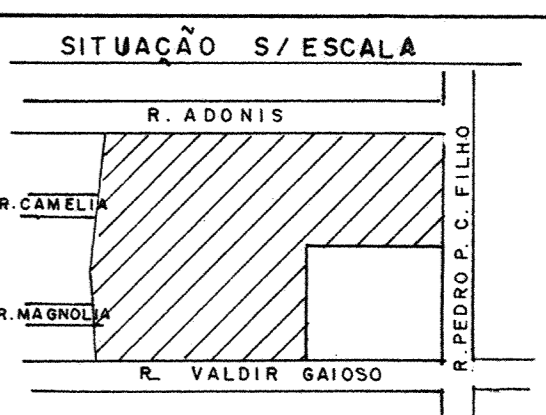 SITUAÇÃO S/ESCALA
R. ADONIS
R. PEDRO P. C. FILHO
R. CAMELIA
R. MAGNOLIA
R. VALDIR GAIOSO